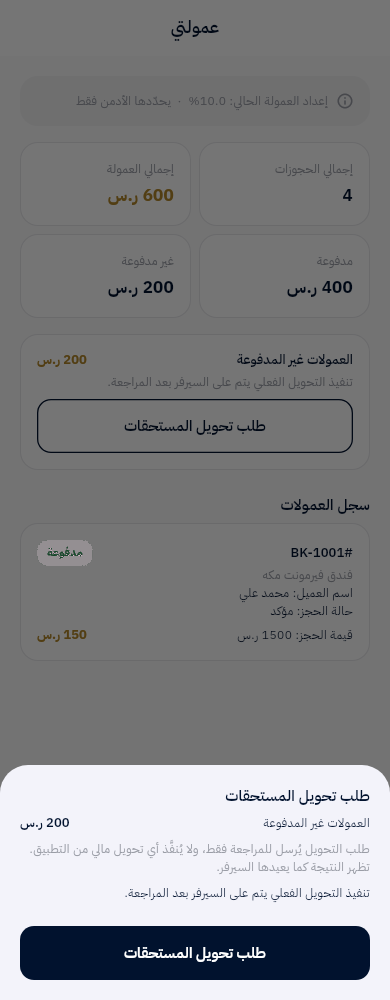 عمولتي
إعداد العمولة الحالي: 10.0% · يحدّدها الأدمن فقط
إجمالي الحجوزات
4
إجمالي العمولة
600 ر.س
مدفوعة
400 ر.س
غير مدفوعة
200 ر.س
العمولات غير المدفوعة
200 ر.س
تنفيذ التحويل الفعلي يتم على السيرفر بعد المراجعة.
طلب تحويل المستحقات
سجل العمولات
BK-1001#
مدفوعة
فندق فيرمونت مكه
اسم العميل: محمد علي
حالة الحجز: مؤكد
قيمة الحجز: 1500 ر.س
150 ر.س
طلب تحويل المستحقات
العمولات غير المدفوعة
200 ر.س
طلب التحويل يُرسل للمراجعة فقط، ولا يُنفَّذ أي تحويل مالي من التطبيق.
تظهر النتيجة كما يعيدها السيرفر.
تنفيذ التحويل الفعلي يتم على السيرفر بعد المراجعة.
طلب تحويل المستحقات